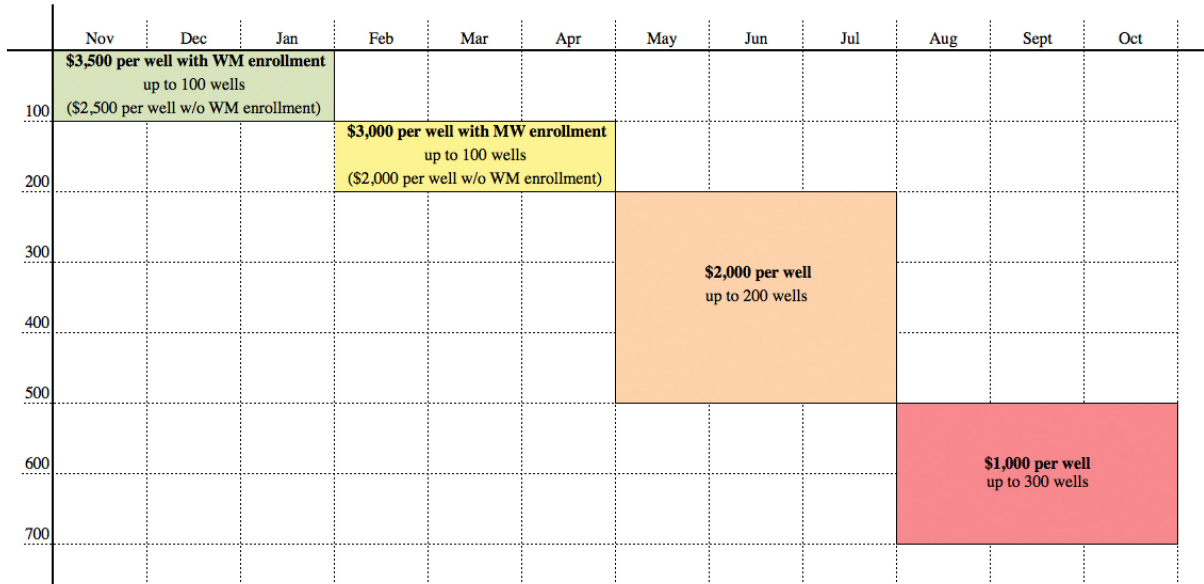 Nov Dec Jan Feb Mar Apr May Jun Jul Aug Sept Oct
$3,500 per well with WM enrollment
up to 100 wells
($2,500 per well w/o WM enrollment)
100
$3,000 per well with MW enrollment
up to 100 wells
($2,000 per well w/o WM enrollment)
200
300
$2,000 per well
up to 200 wells
400
500
600
$1,000 per well
up to 300 wells
700